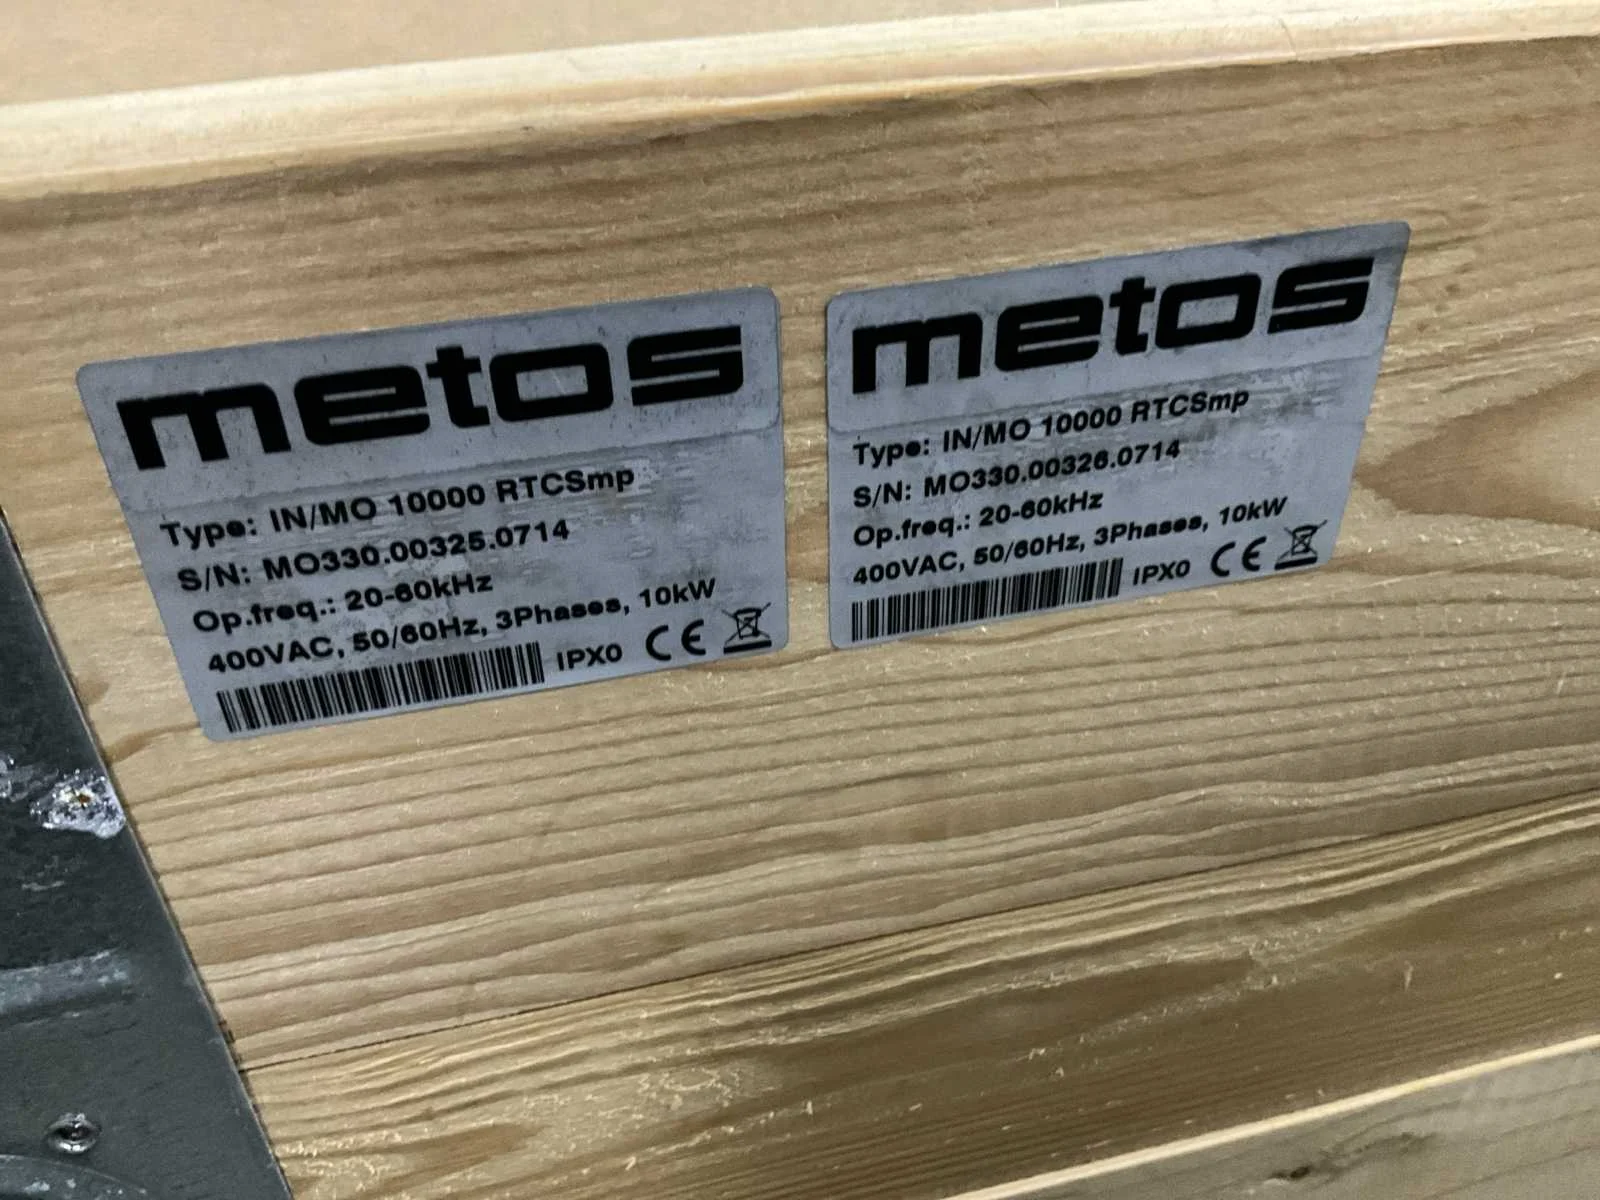 metos
Type: IN/MO 10000 RTCSmp
S/N: MO330.00325.0714
Op.freq.: 20-60kHz
400VAC, 50/60Hz, 3Phases, 10kW
IPX0 CE
metos
Type: IN/MO 10000 RTCSmp
S/N: MO330.00326.0714
Op.freq.: 20-60kHz
400VAC, 50/60Hz, 3Phases, 10kW
IPX0 CE